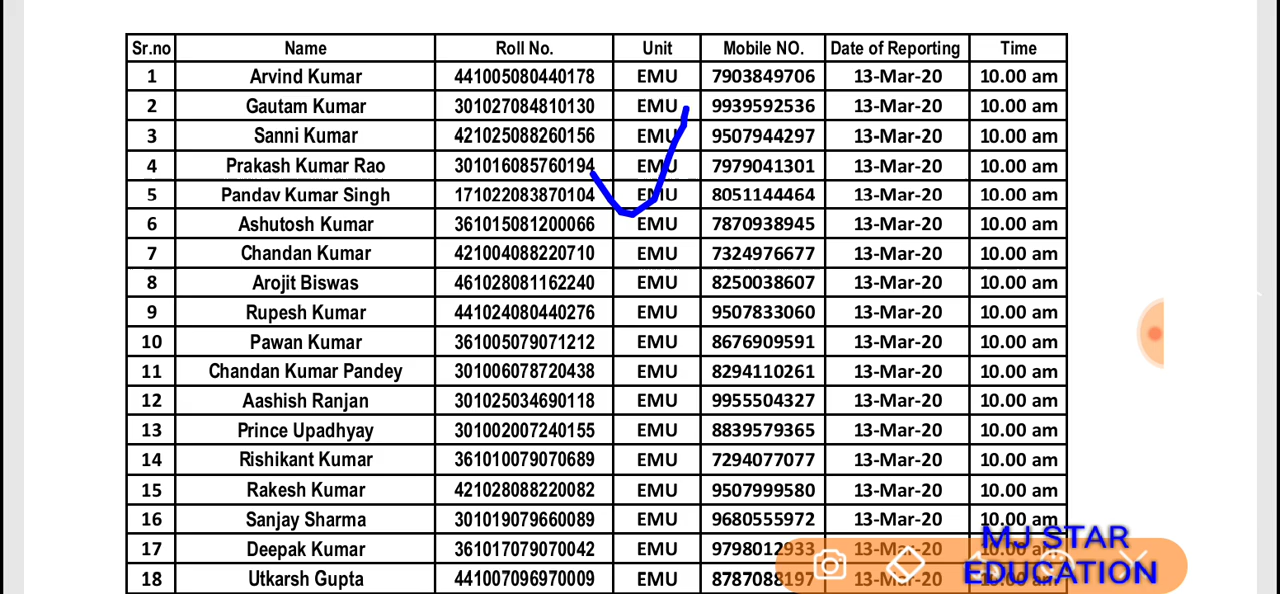 Sr.no Name Roll No. Unit Mobile NO. Date of Reporting Time
1 Arvind Kumar 441005080440178 EMU 7903849706 13-Mar-20 10.00 am
2 Gautam Kumar 301027084810130 EMU 9939592536 13-Mar-20 10.00 am
3 Sanni Kumar 421025088260156 EMU 9507944297 13-Mar-20 10.00 am
4 Prakash Kumar Rao 301016085760194 EMU 7979041301 13-Mar-20 10.00 am
5 Pandav Kumar Singh 171022083870104 EMU 8051144464 13-Mar-20 10.00 am
6 Ashutosh Kumar 361015081200066 EMU 7870938945 13-Mar-20 10.00 am
7 Chandan Kumar 421004088220710 EMU 7324976677 13-Mar-20 10.00 am
8 Arojit Biswas 461028081162240 EMU 8250038607 13-Mar-20 10.00 am
9 Rupesh Kumar 441024080440276 EMU 9507833060 13-Mar-20 10.00 am
10 Pawan Kumar 361005079071212 EMU 8676909591 13-Mar-20 10.00 am
11 Chandan Kumar Pandey 301006078720438 EMU 8294110261 13-Mar-20 10.00 am
12 Aashish Ranjan 301025034690118 EMU 9955504327 13-Mar-20 10.00 am
13 Prince Upadhyay 301002007240155 EMU 8839579365 13-Mar-20 10.00 am
14 Rishikant Kumar 361010079070689 EMU 7294077077 13-Mar-20 10.00 am
15 Rakesh Kumar 421028088220082 EMU 9507999580 13-Mar-20 10.00 am
16 Sanjay Sharma 301019079660089 EMU 9680555972 13-Mar-20 10.00 am
17 Deepak Kumar 361017079070042 EMU 9798012933 13-Mar-20 10.00 am
18 Utkarsh Gupta 441007096970009 EMU 8787088197 13-Mar-20 10.00 am
MJ STAR
EDUCATION